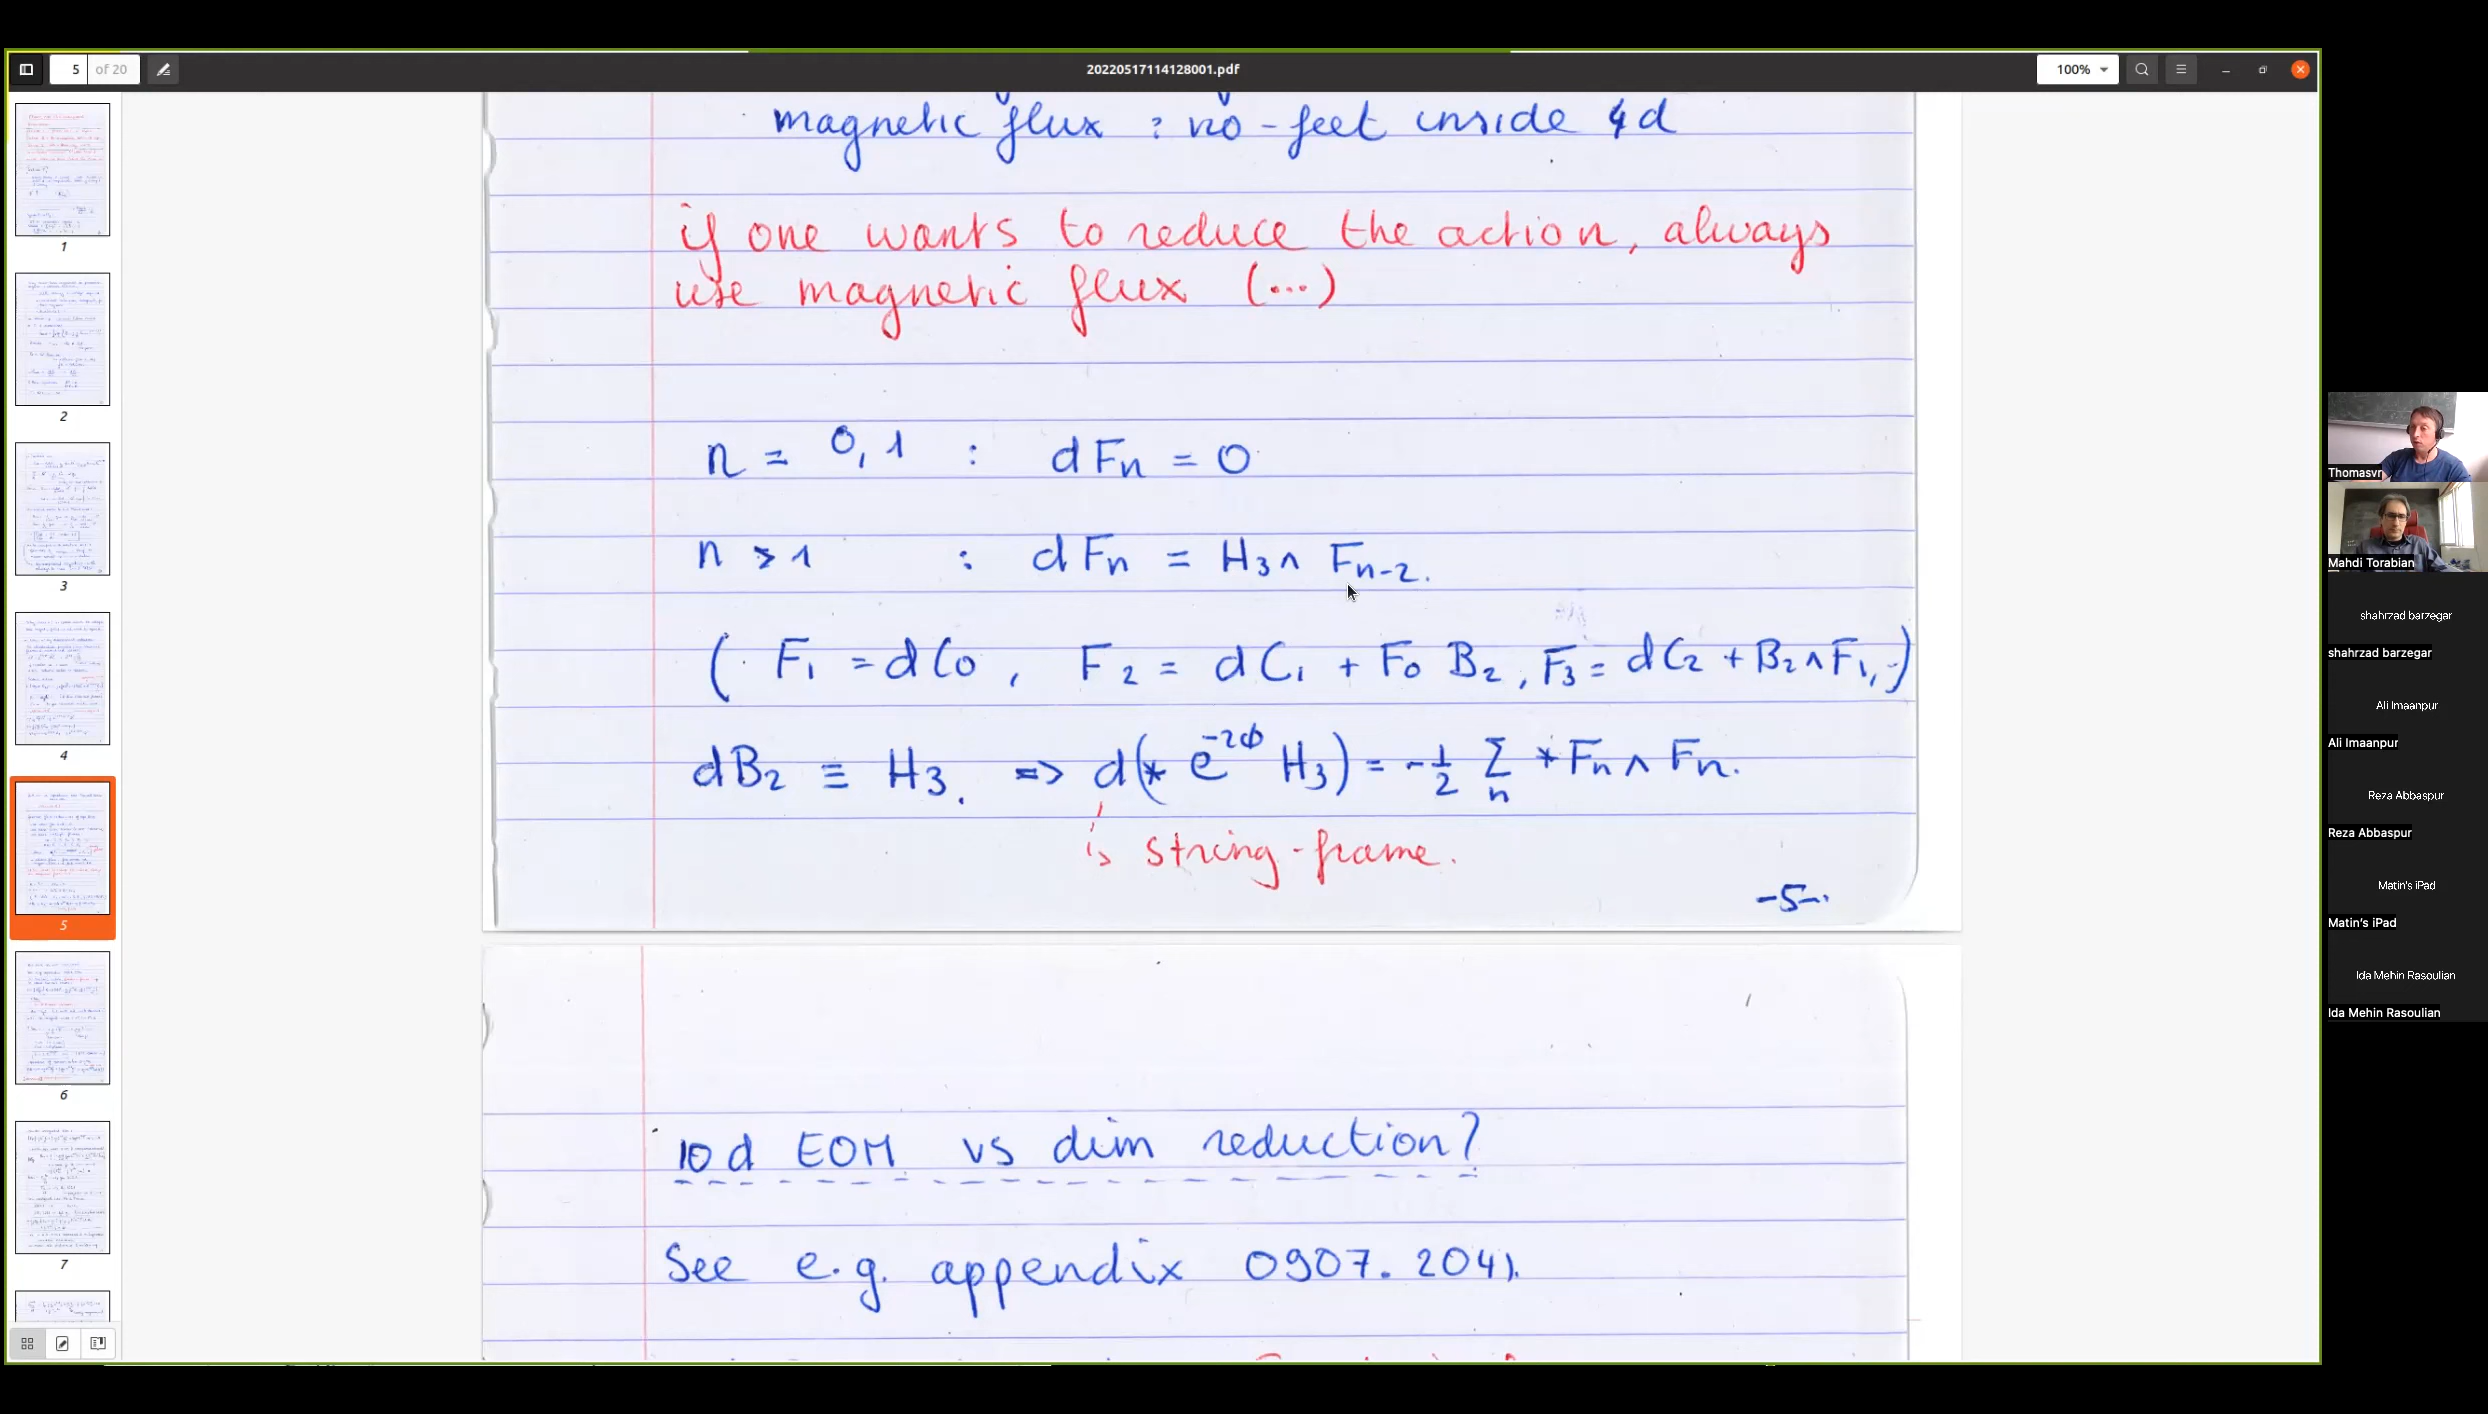 5 of 20
20220517114128001.pdf
100%
1
2
3
4
5
6
7
magnetic flux : no-feet inside 4d
if one wants to reduce the action, always
use magnetic flux (...)
n = 0, 1 : dFn = 0
n > 1 : dFn = H3 ∧ Fn-2.
( F1 = dC0, F2 = dC1 + F0 B2, F3 = dC2 + B2 ∧ F1, -)
dB2 ≡ H3. => d(* e^{-2φ} H3) = -1/2 Σ_n * Fn ∧ Fn.
is string-frame.
-5-
10 d EOM vs dim reduction?
See e.g. appendix 0907.2041.
Thomasvr
Mahdi Torabian
shahrzad barzegar
shahrzad barzegar
Ali Imaanpur
Ali Imaanpur
Reza Abbaspur
Reza Abbaspur
Matin's iPad
Matin's iPad
Ida Mehin Rasoulian
Ida Mehin Rasoulian